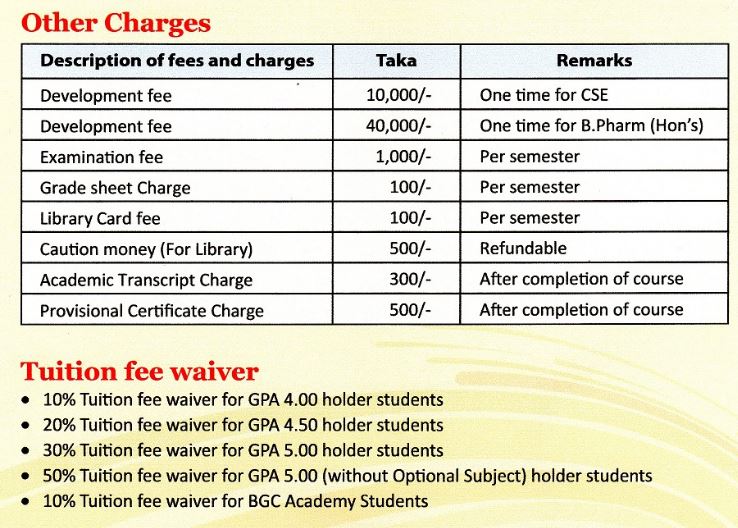 Other Charges
Description of fees and charges Taka Remarks
Development fee 10,000/- One time for CSE
Development fee 40,000/- One time for B.Pharm (Hon's)
Examination fee 1,000/- Per semester
Grade sheet Charge 100/- Per semester
Library Card fee 100/- Per semester
Caution money (For Library) 500/- Refundable
Academic Transcript Charge 300/- After completion of course
Provisional Certificate Charge 500/- After completion of course
Tuition fee waiver
• 10% Tuition fee waiver for GPA 4.00 holder students
• 20% Tuition fee waiver for GPA 4.50 holder students
• 30% Tuition fee waiver for GPA 5.00 holder students
• 50% Tuition fee waiver for GPA 5.00 (without Optional Subject) holder students
• 10% Tuition fee waiver for BGC Academy Students